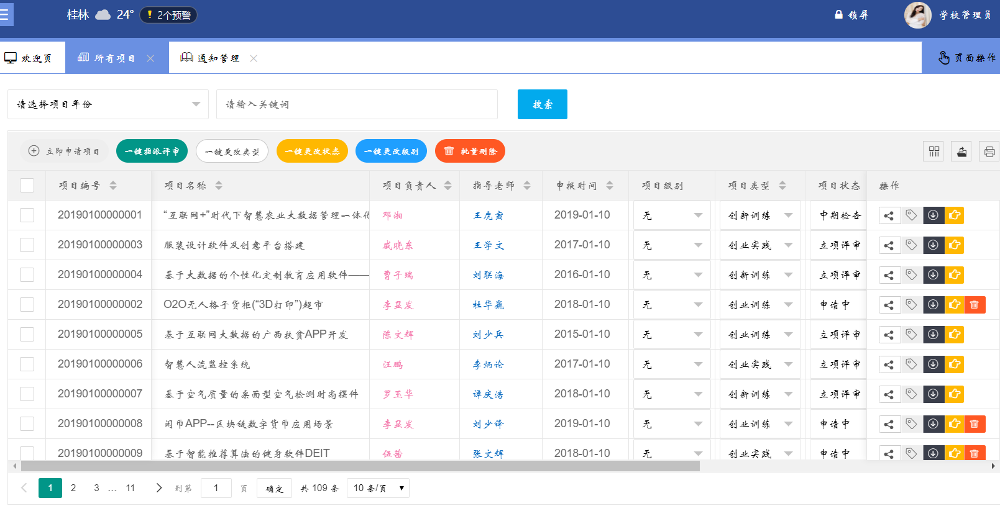 桂林 24° 2个预警 锁屏 学校管理员
欢迎页 所有项目 通知管理 页面操作
请选择项目年份 请输入关键词 搜索
立即申请项目 一键指派评审 一键更改类型 一键更改状态 一键更改级别 批量删除
项目编号 项目名称 项目负责人 指导老师 申报时间 项目级别 项目类型 项目状态 操作
20190100000001 “互联网+”时代下智慧农业大数据管理一体化 邓湘 王虎寅 2019-01-10 无 创新训练 中期检查
20190100000003 服装设计软件及创意平台搭建 戚晓东 王学文 2017-01-10 无 创业实践 立项评审
20190100000004 基于大数据的个性化定制教育应用软件—— 曹子瑞 刘联海 2016-01-10 无 创新训练 立项评审
20190100000002 O2O无人格子货柜(“3D打印”)超市 李显发 杜华巍 2018-01-10 无 创业训练 申请中
20190100000005 基于互联网大数据的广西扶贫APP开发 陈文辉 刘少兵 2015-01-10 无 创业训练 立项评审
20190100000006 智慧人流监控系统 汪鹏 李炳论 2017-01-10 无 创业实践 立项评审
20190100000007 基于空气质量的桌面型空气检测时尚摆件 罗玉华 谭庆浩 2018-01-10 无 创新训练 立项评审
20190100000008 闲币APP--区块链数字货币应用场景 李显发 刘少锋 2019-01-10 无 创业训练 申请中
20190100000009 基于智能推荐算法的健身软件DEIT 伍茜 张文辉 2018-01-10 无 创业实践 申请中
1 2 3 … 11 到第 1 页 确定 共 109 条 10 条/页